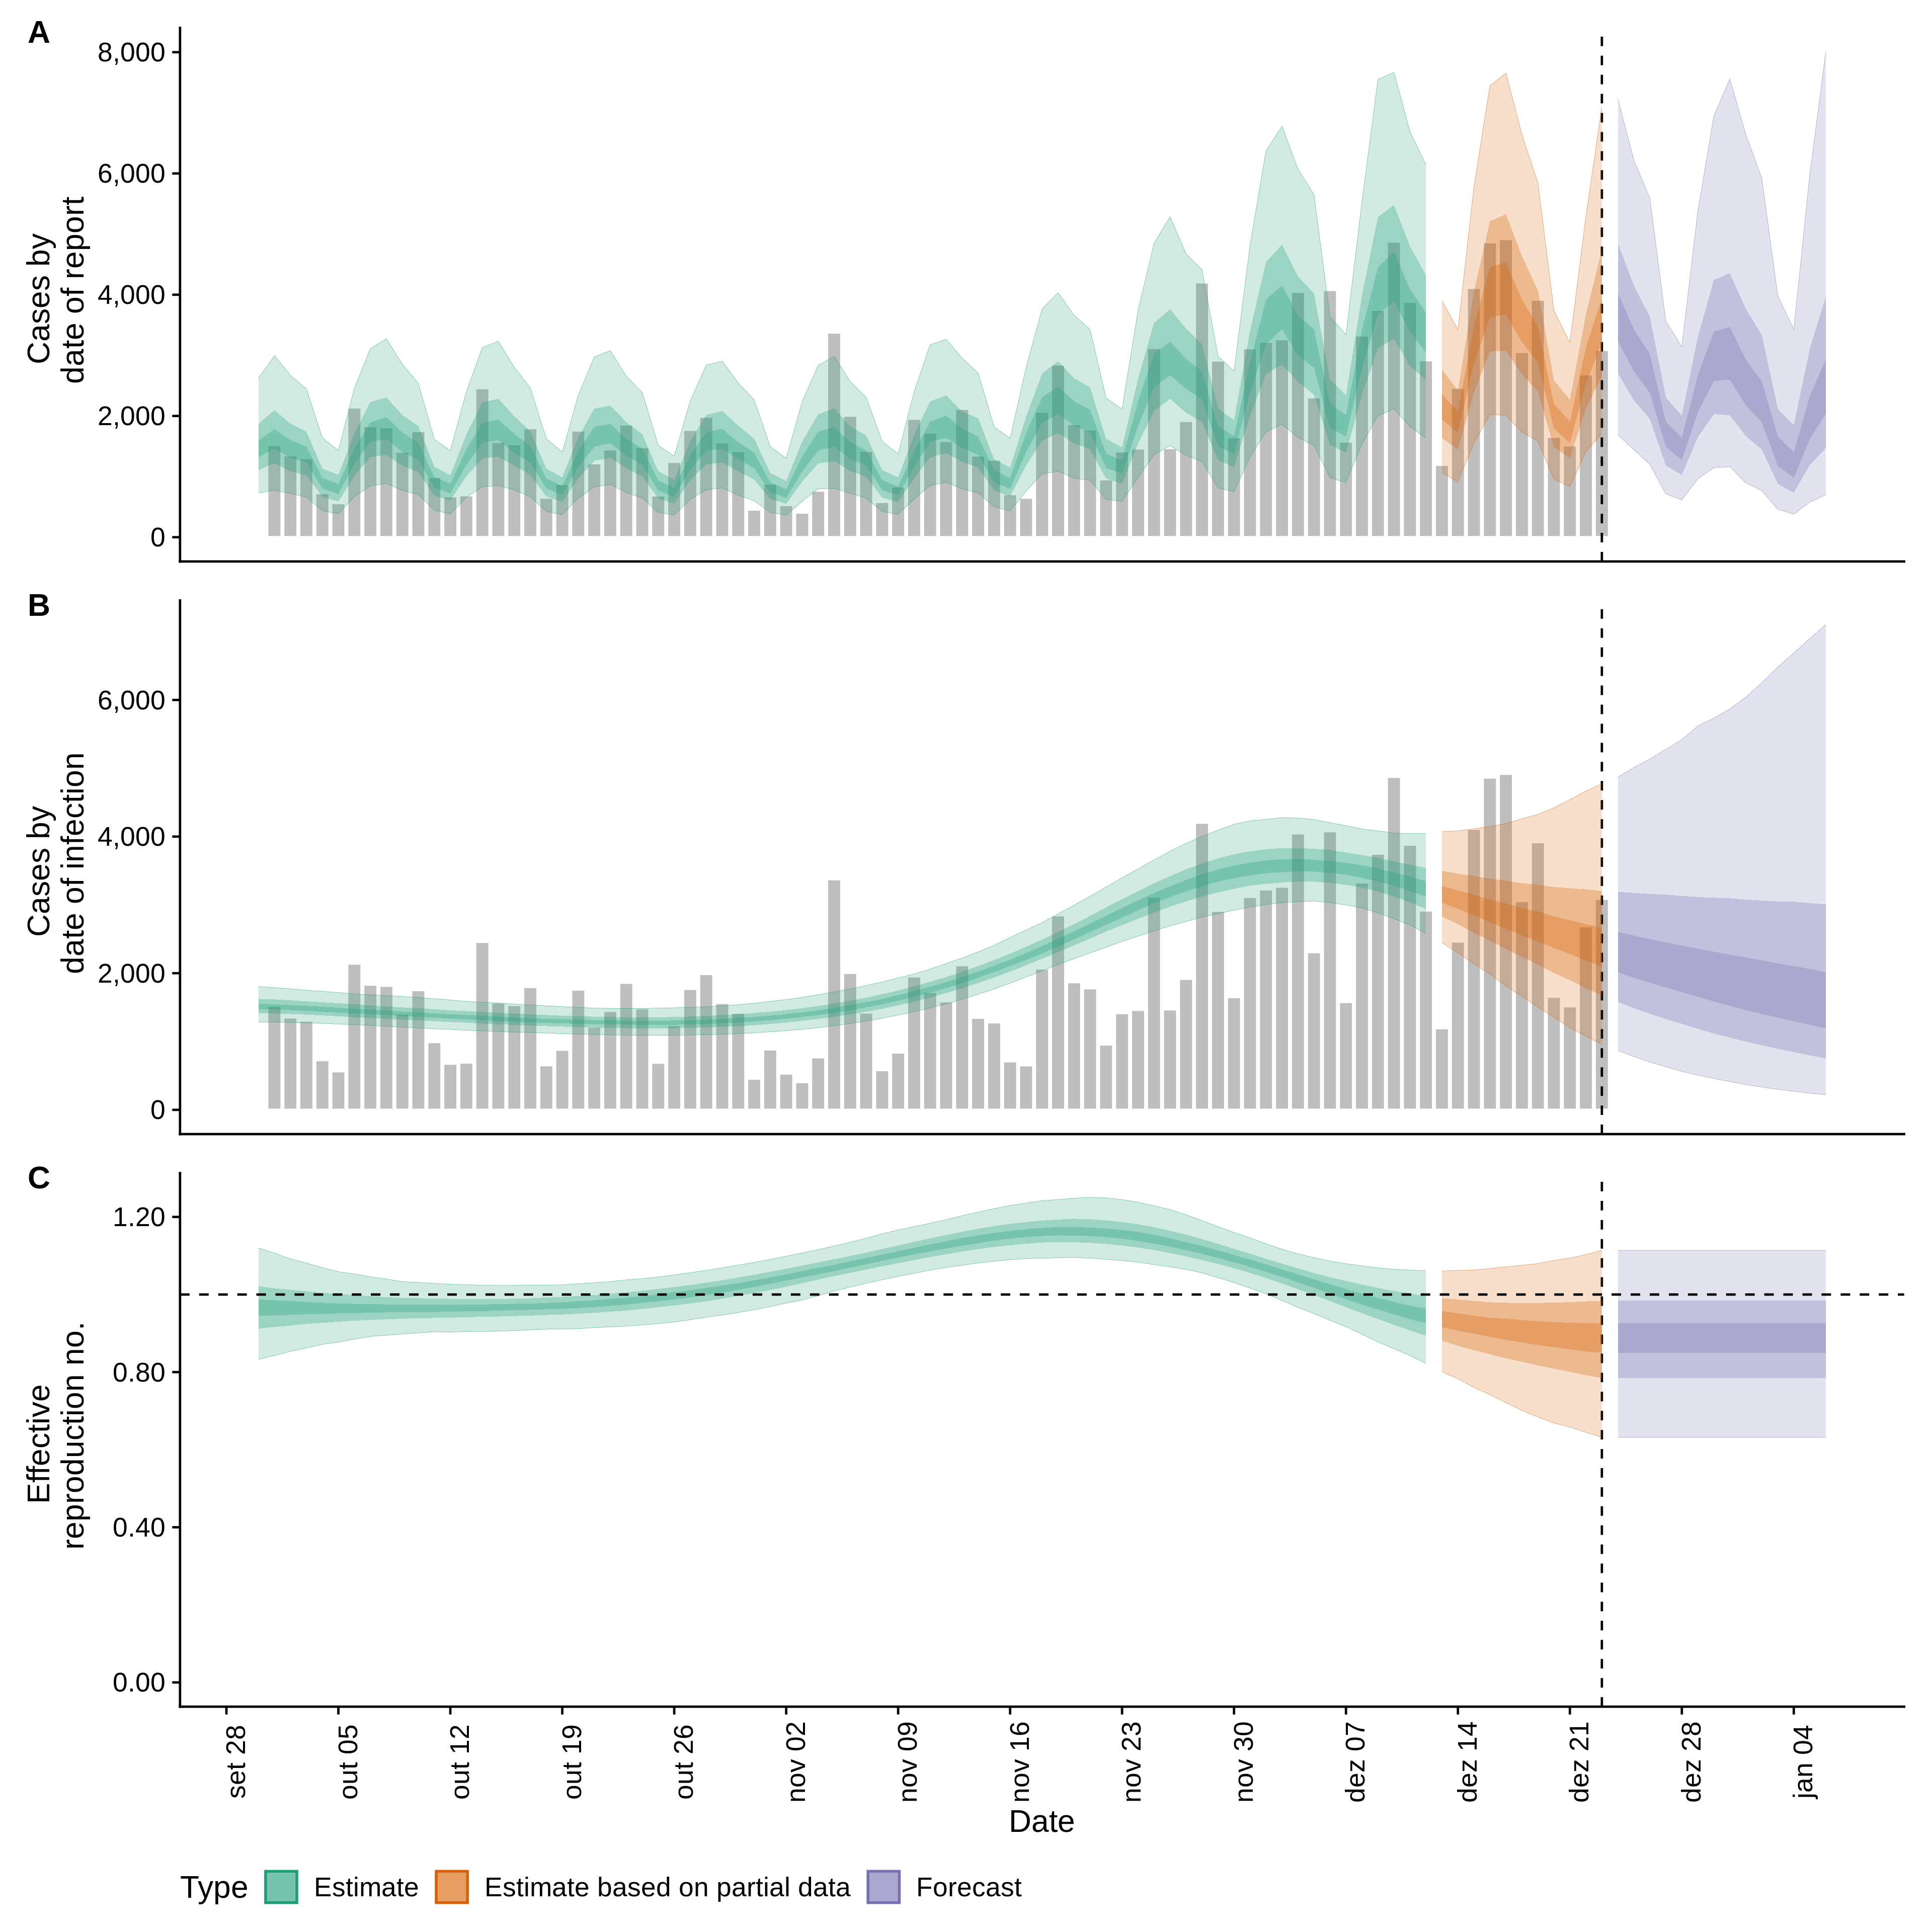 A
8,000
6,000
4,000
2,000
0
Cases by
date of report
B
6,000
4,000
2,000
0
Cases by
date of infection
C
1.20
0.80
0.40
0.00
Effective
reproduction no.
set 28
out 05
out 12
out 19
out 26
nov 02
nov 09
nov 16
nov 23
nov 30
dez 07
dez 14
dez 21
dez 28
jan 04
Date
Type Estimate Estimate based on partial data Forecast